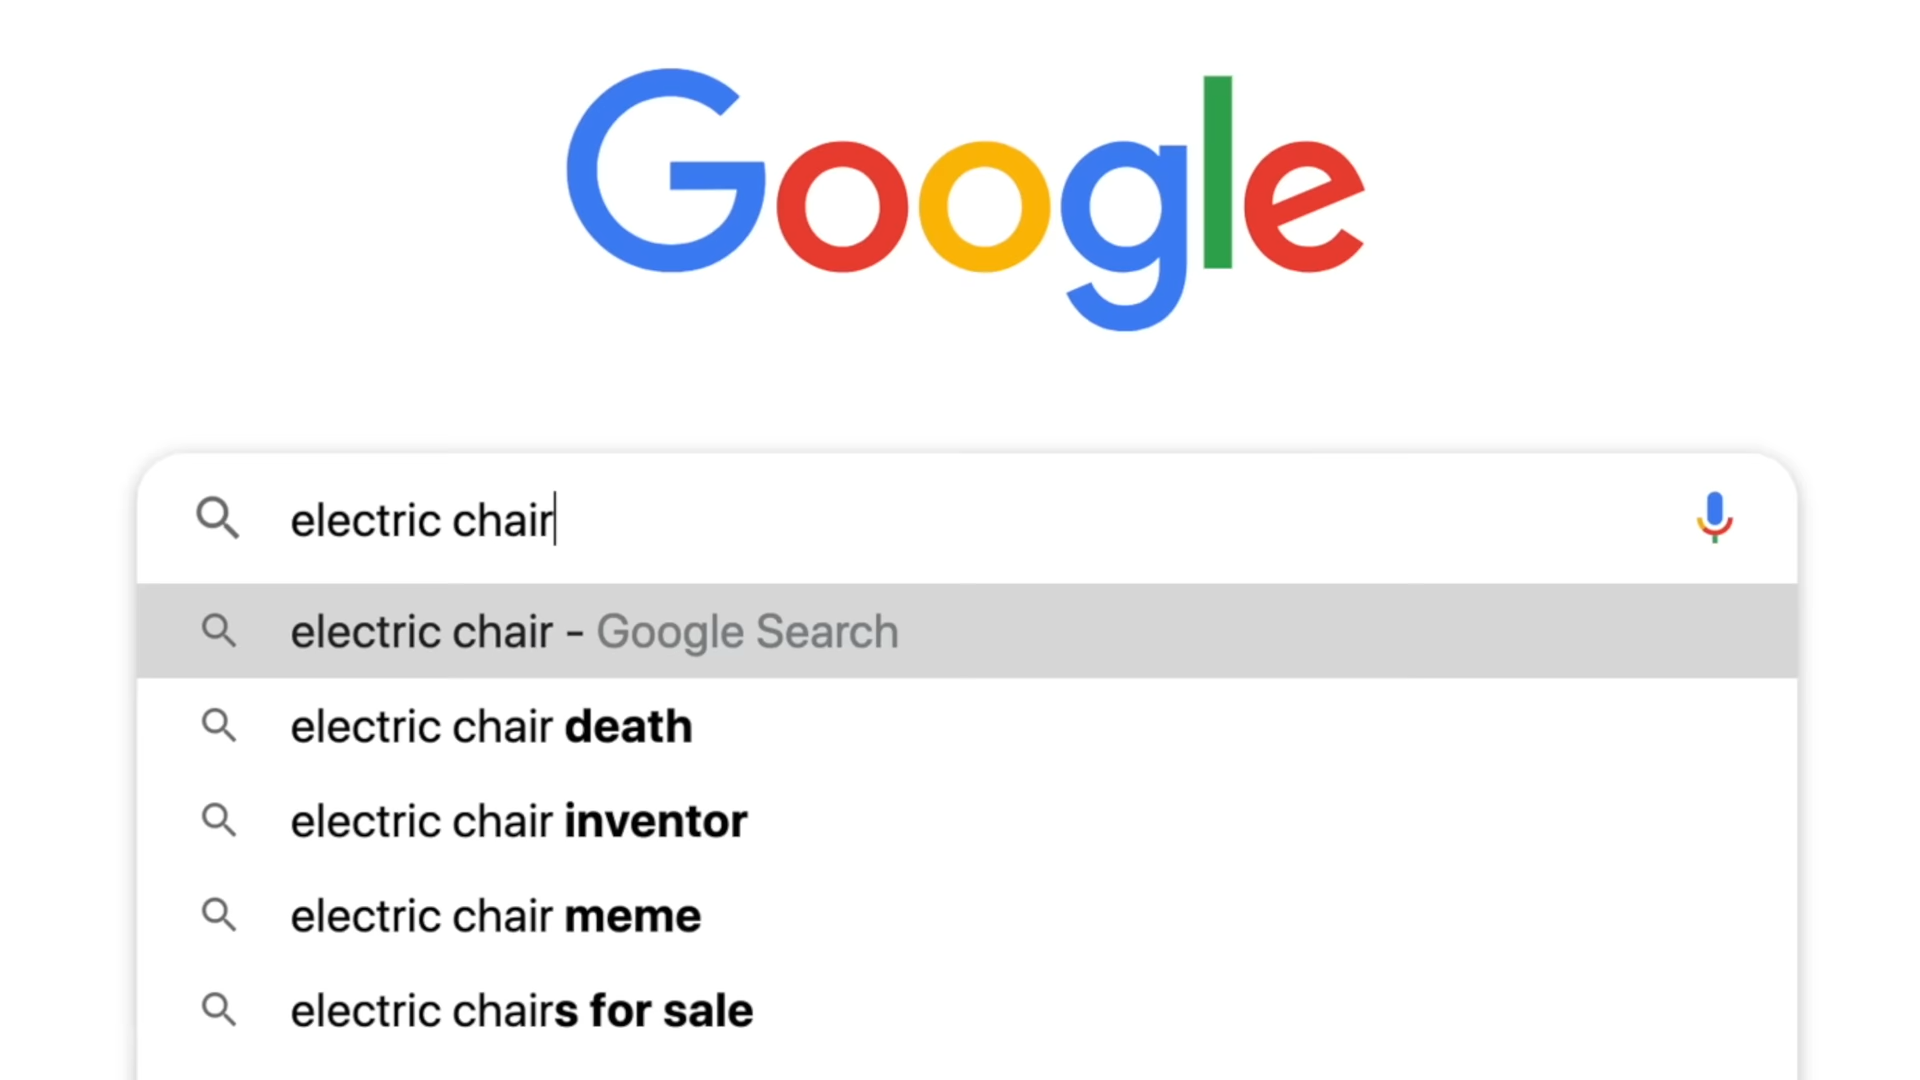 Google
electric chair
electric chair - Google Search
electric chair death
electric chair inventor
electric chair meme
electric chairs for sale